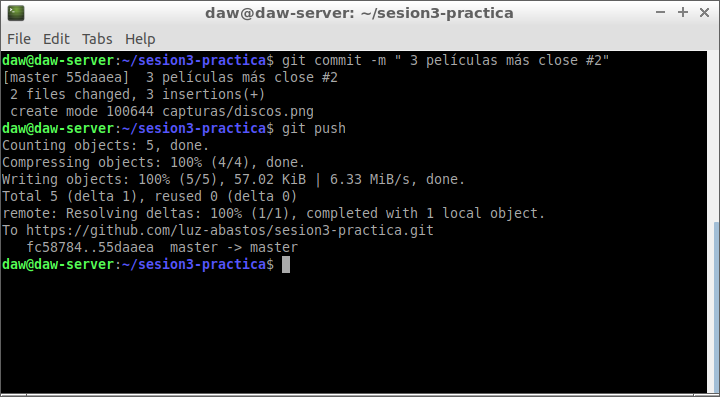 daw@daw-server: ~/sesion3-practica
File Edit Tabs Help
daw@daw-server:~/sesion3-practica$ git commit -m " 3 películas más close #2"
[master 55daaea]  3 películas más close #2
 2 files changed, 3 insertions(+)
 create mode 100644 capturas/discos.png
daw@daw-server:~/sesion3-practica$ git push
Counting objects: 5, done.
Compressing objects: 100% (4/4), done.
Writing objects: 100% (5/5), 57.02 KiB | 6.33 MiB/s, done.
Total 5 (delta 1), reused 0 (delta 0)
remote: Resolving deltas: 100% (1/1), completed with 1 local object.
To https://github.com/luz-abastos/sesion3-practica.git
   fc58784..55daaea  master -> master
daw@daw-server:~/sesion3-practica$